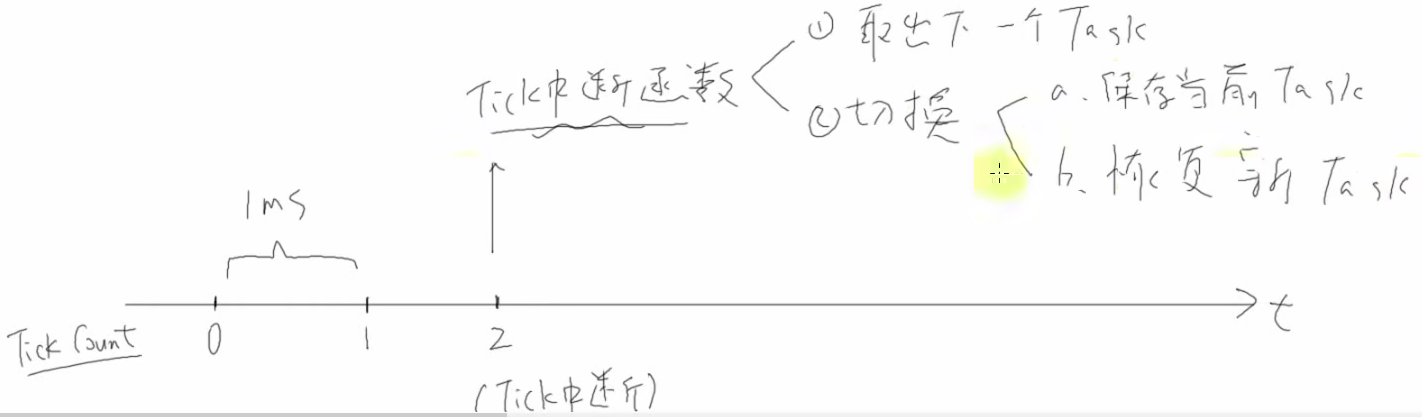 ① 取出下一个Task
Tick中断函数
②切换
a.保存当前Task
b.恢复新Task
1ms
t
Tick Count
0 1 2
(Tick中断)